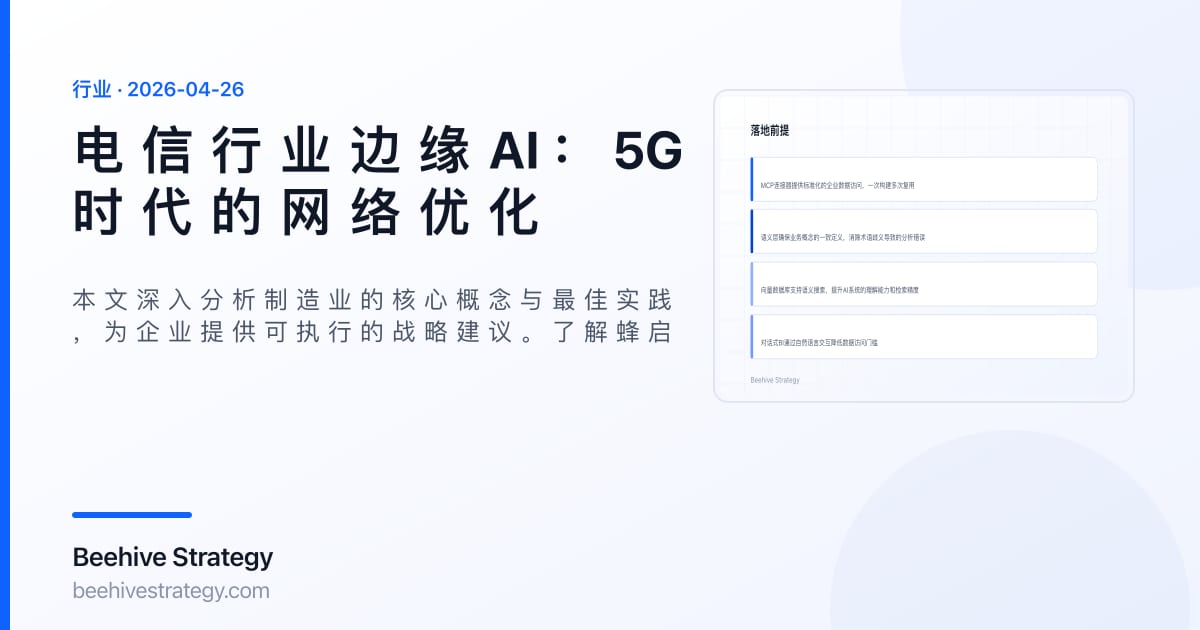 行业 · 2026-04-26
电信行业边缘AI：5G
时代的网络优化
本文深入分析制造业的核心概念与最佳实践
，为企业提供可执行的战略建议。了解蜂启
落地前提
MCP连接器提供标准化的企业数据访问，一次构建多次复用
语义层确保业务概念的一致定义，消除术语歧义导致的分析错误
向量数据库支持语义搜索，提升AI系统的理解能力和检索精度
对话式BI通过自然语言交互降低数据访问门槛
Beehive Strategy
Beehive Strategy
beehivestrategy.com